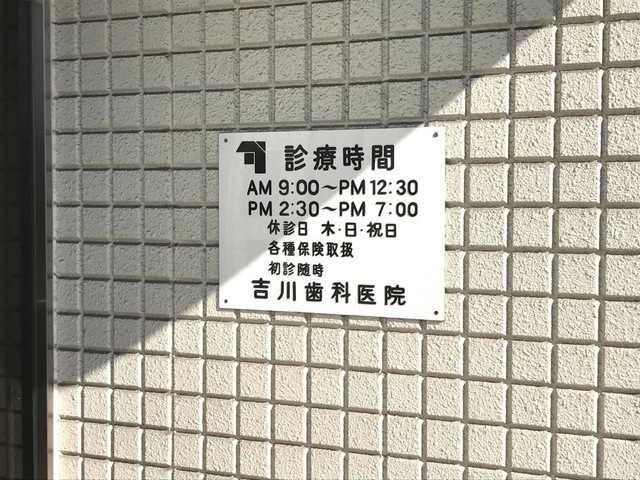 診療時間
AM 9:00～PM 12:30
PM 2:30～PM 7:00
休診日 木・日・祝日
各種保険取扱
初診随時
吉川歯科医院